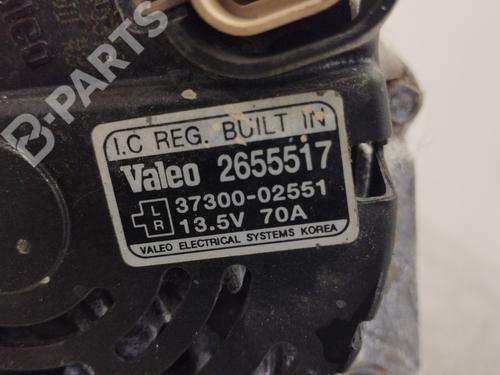 I.C REG. BUILT IN
Valeo 2655517
L
R
37300-02551
13.5V 70A
VALEO ELECTRICAL SYSTEMS KOREA
B-PARTS